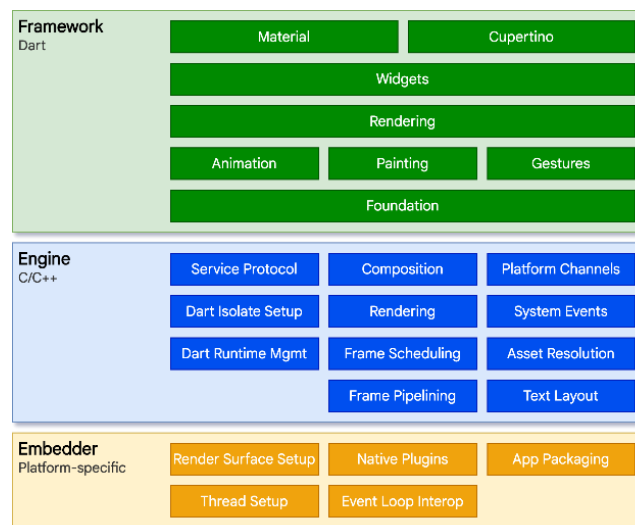 Framework
Dart
Material
Cupertino
Widgets
Rendering
Animation
Painting
Gestures
Foundation
Engine
C/C++
Service Protocol
Composition
Platform Channels
Dart Isolate Setup
Rendering
System Events
Dart Runtime Mgmt
Frame Scheduling
Asset Resolution
Frame Pipelining
Text Layout
Embedder
Platform-specific
Render Surface Setup
Native Plugins
App Packaging
Thread Setup
Event Loop Interop